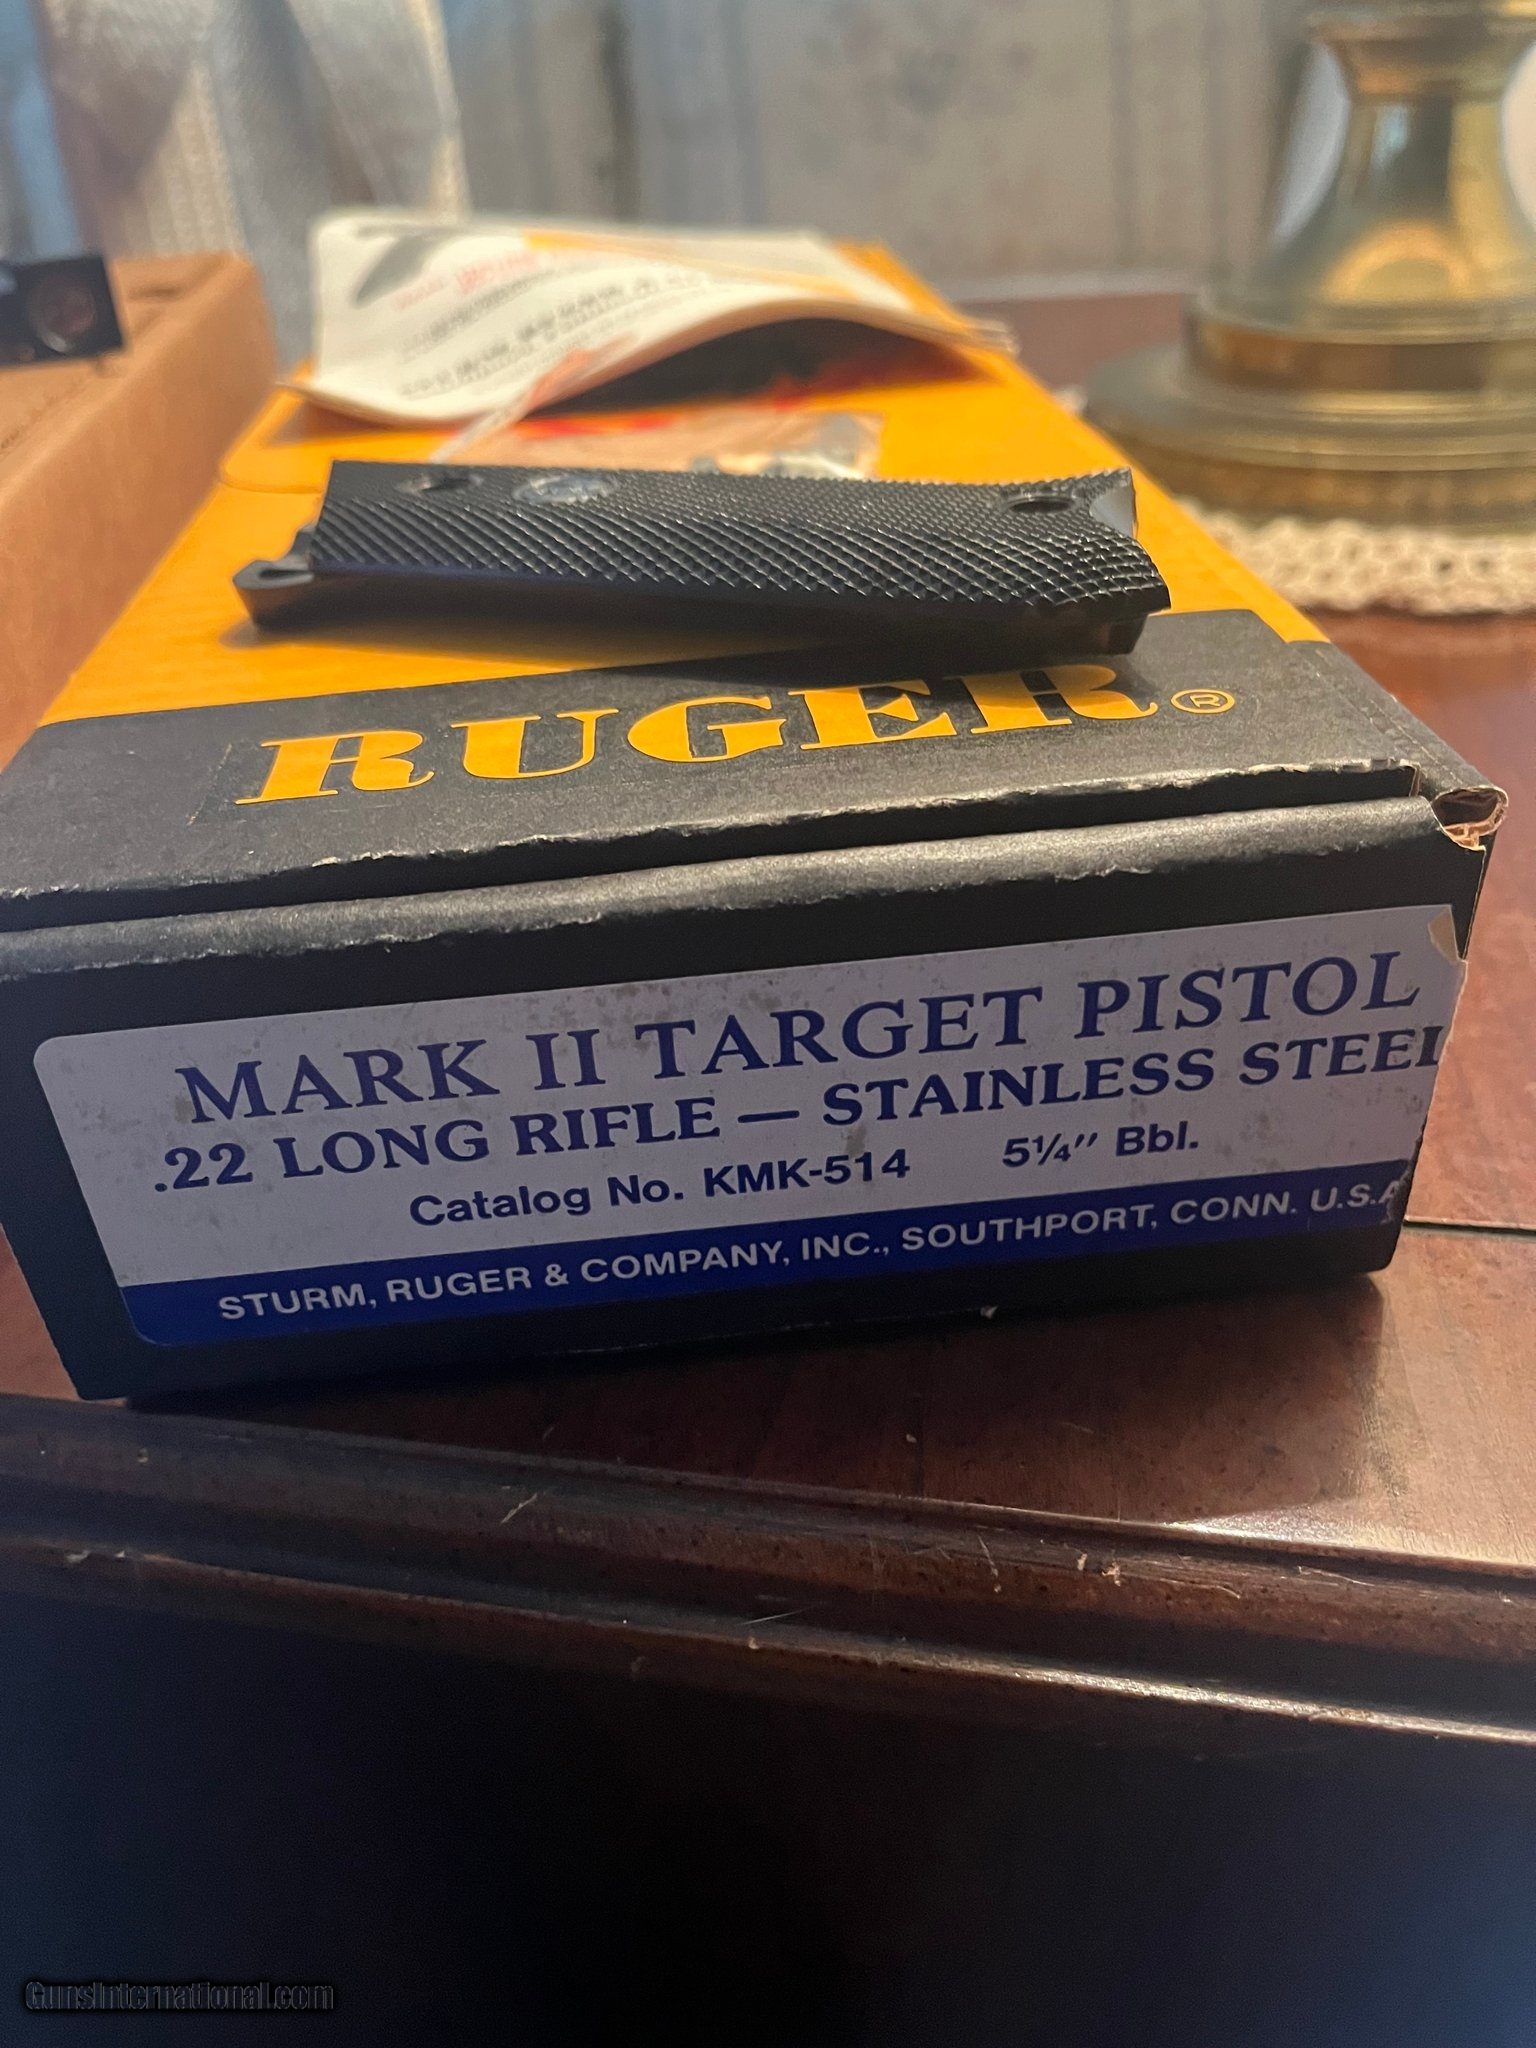 RUGER®
MARK II TARGET PISTOL
.22 LONG RIFLE — STAINLESS STEEL
Catalog No. KMK-514 5¼″ Bbl.
STURM, RUGER & COMPANY, INC., SOUTHPORT, CONN. U.S.A
GunsInternational.com